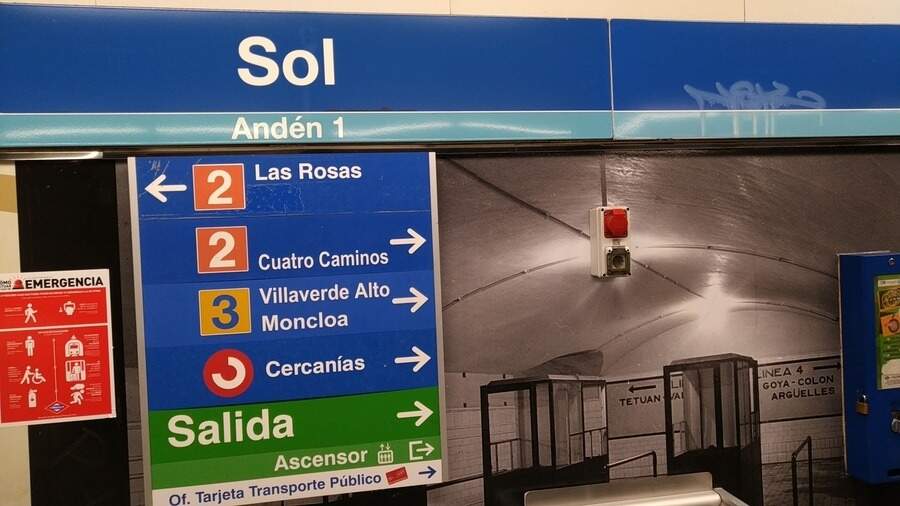 Sol
Andén 1
2 Las Rosas
2 Cuatro Caminos
3 Villaverde Alto
Moncloa
Cercanías
Salida
Ascensor
Of. Tarjeta Transporte Público
EMERGENCIA
TETUAN-
LINEA 4
GOYA-COLON
ARGÜELLES